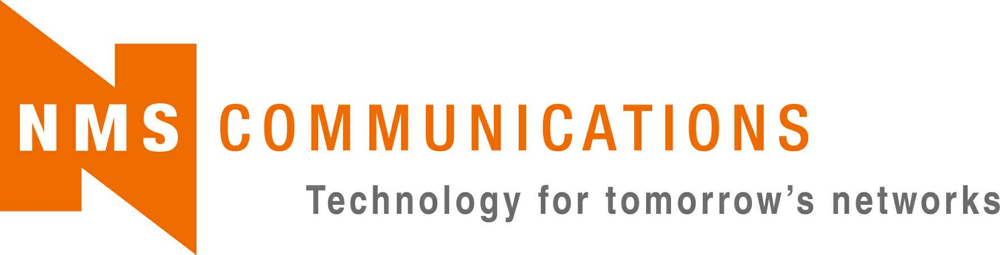 NMS COMMUNICATIONS
Technology for tomorrow’s networks